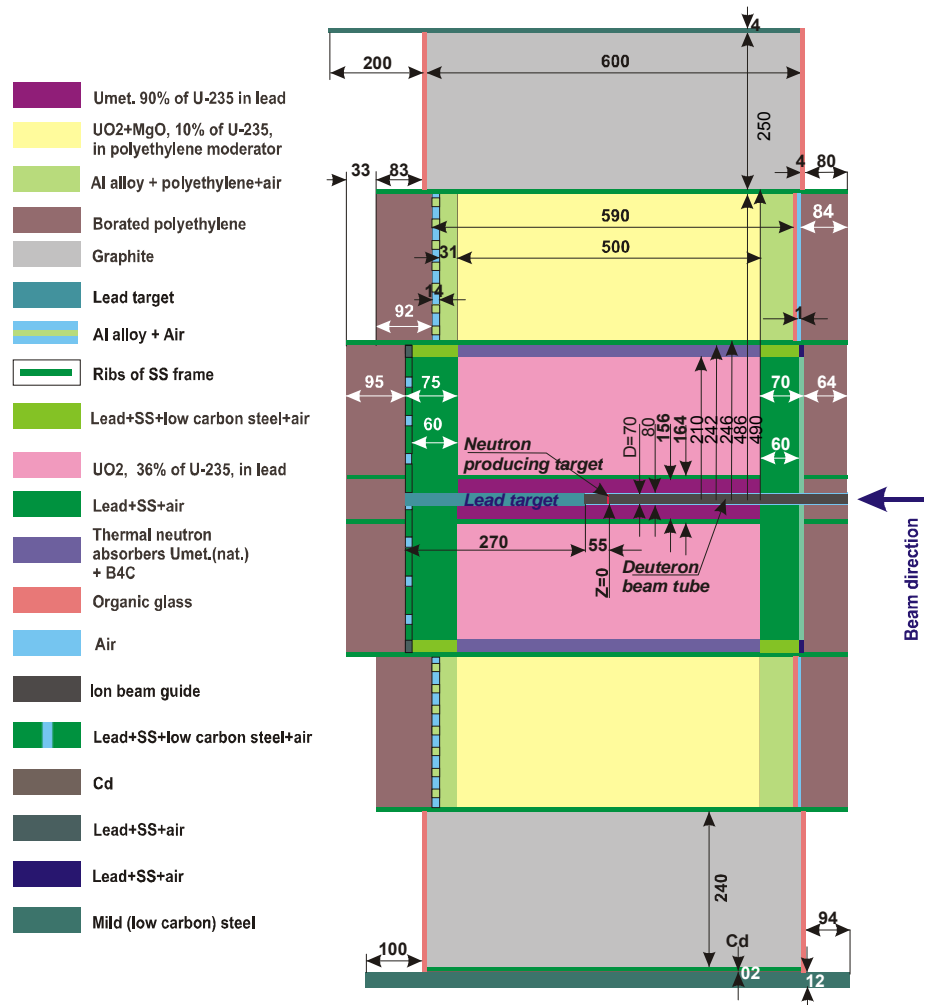 Umet. 90% of U-235 in lead
UO2+MgO, 10% of U-235,
in polyethylene moderator
Al alloy + polyethylene+air
Borated polyethylene
Graphite
Lead target
Al alloy + Air
Ribs of SS frame
Lead+SS+low carbon steel+air
UO2, 36% of U-235, in lead
Lead+SS+air
Thermal neutron
absorbers Umet.(nat.)
+ B4C
Organic glass
Air
Ion beam guide
Lead+SS+low carbon steel+air
Cd
Lead+SS+air
Lead+SS+air
Mild (low carbon) steel
4
200
600
250
33
83
4
80
590
84
31
500
14
92
1
95
75
70
64
60
60
D=70
80
156
164
210
242
246
486
490
Neutron
producing target
Lead target
270
55
Z=0
Deuteron
beam tube
Beam direction
240
100
Cd
02
94
12